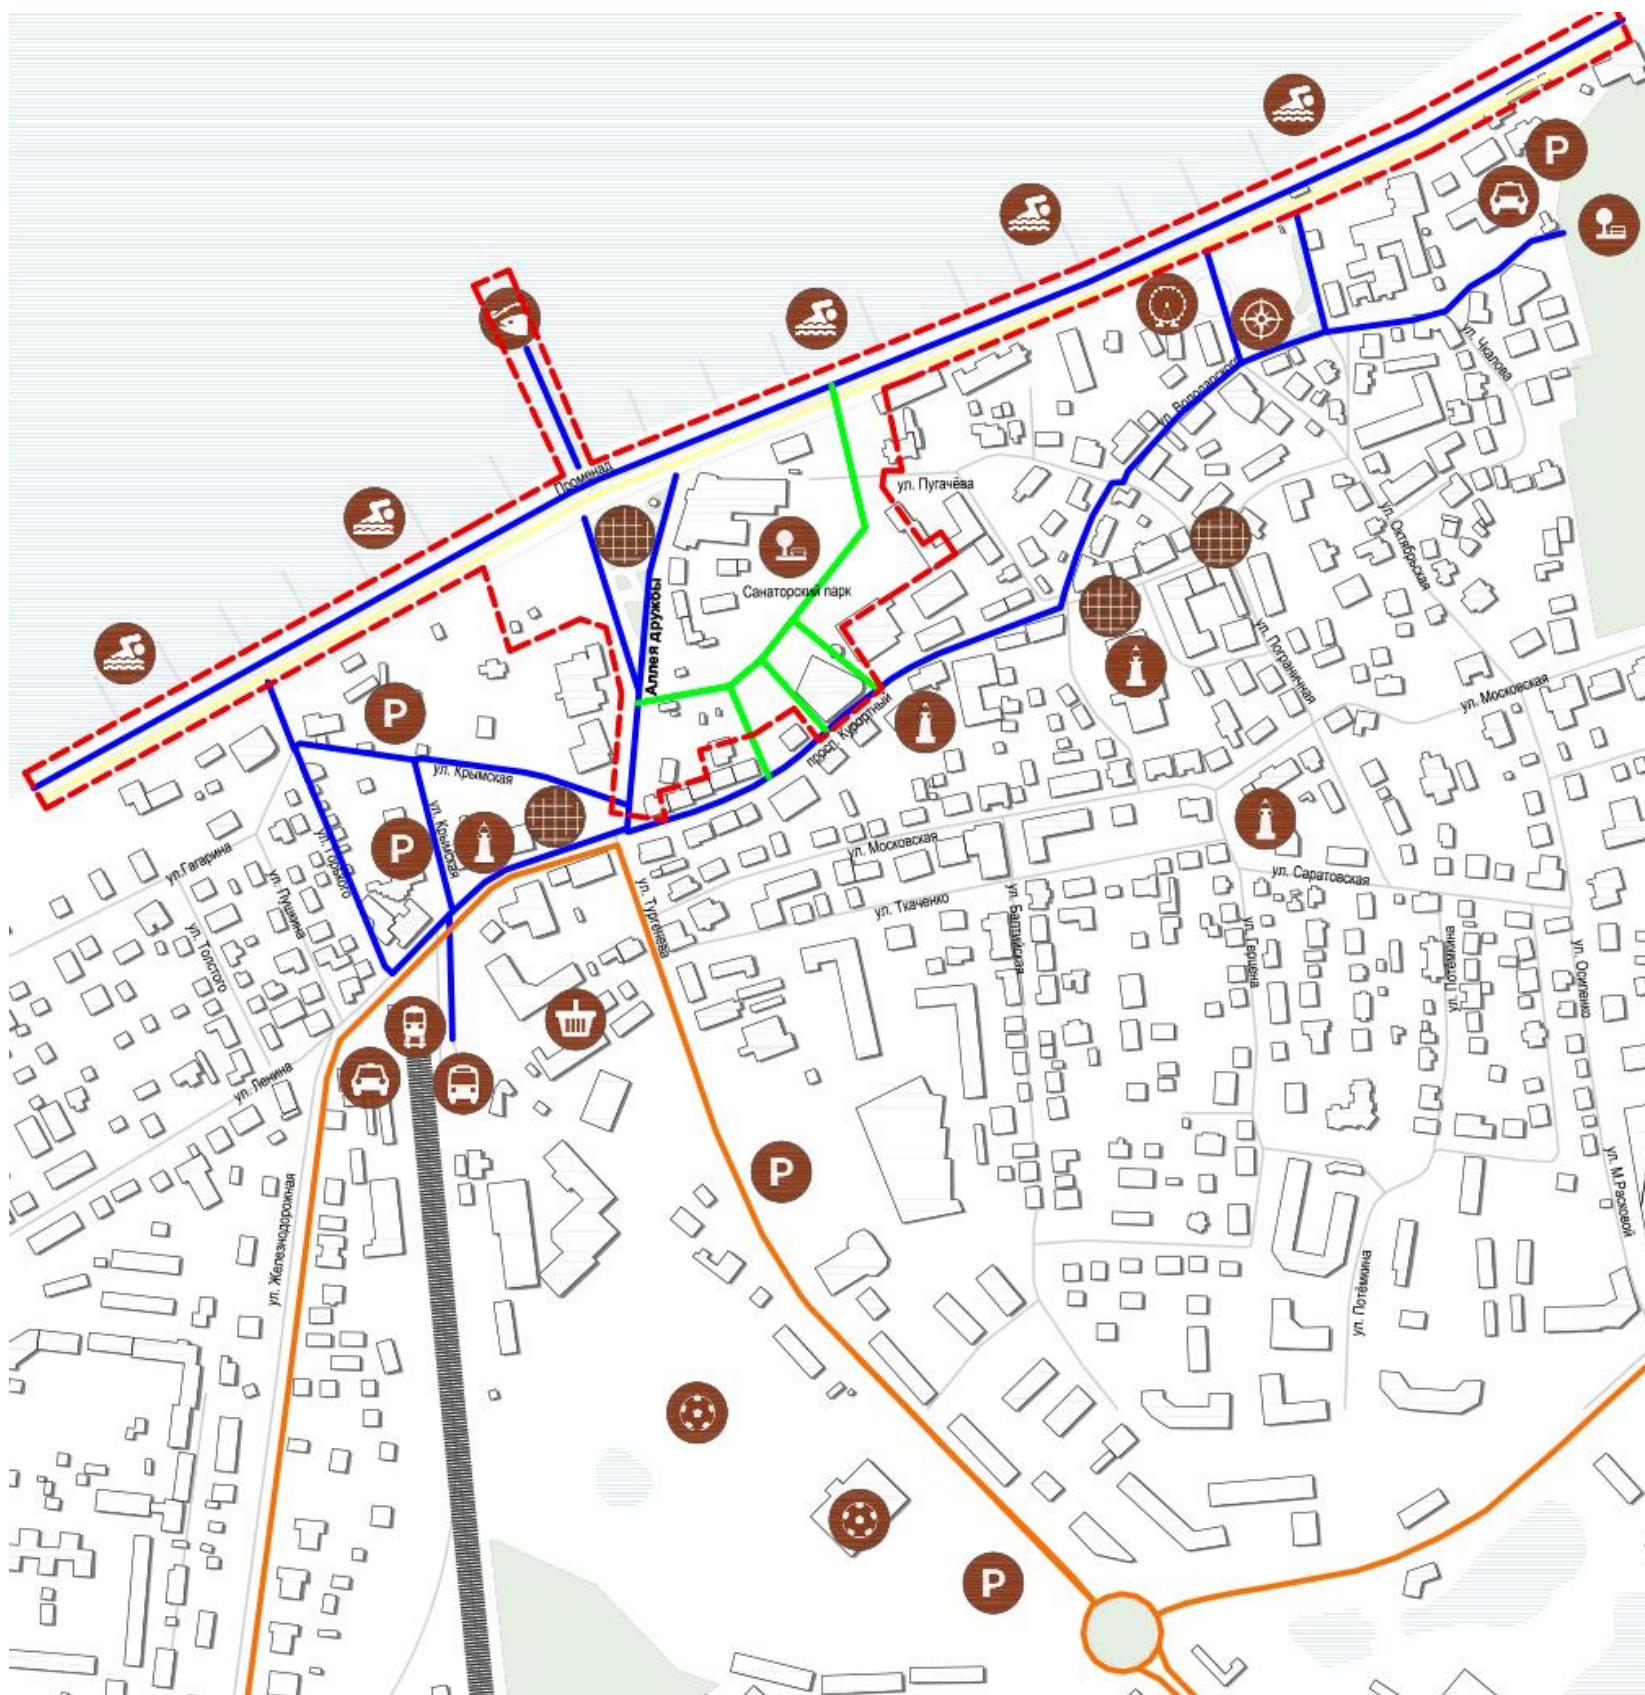 P
ул. Чкалова
ул. Володарского
Променад
ул. Пугачёва
ул. Октябрьская
Санаторский парк
Аллея дружбы
ул. Пограничная
ул. Московская
P
просп. Курортный
ул. Крымская
ул. Крымская
P
ул. Горького
ул.Гагарина
ул. Пушкина
ул. Толстого
ул. Московская
ул. Ткаченко
ул. Тургенева
ул. Балтийская
ул. Саратовская
ул. Герцена
ул. Потёмкина
ул. Осипенко
ул. Ленина
P
ул. Железнодорожная
ул. М.Расковой
ул. Потёмкина
P